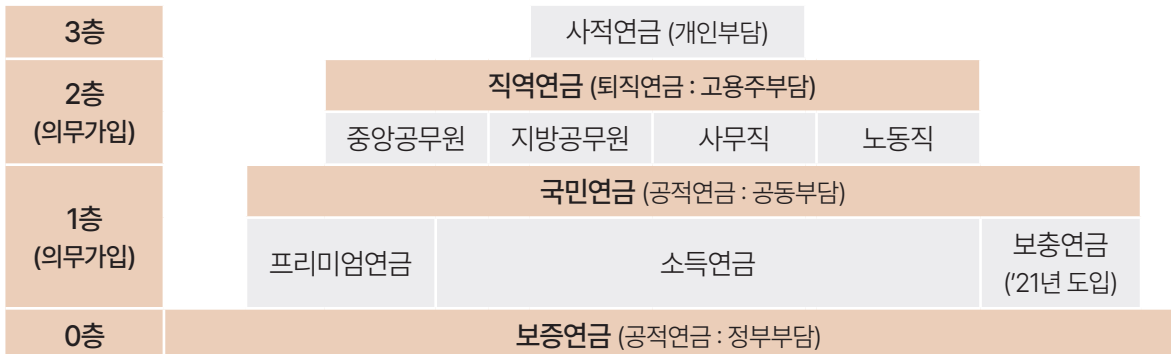 3층
사적연금 (개인부담)
2층
(의무가입)
직역연금 (퇴직연금 : 고용주부담)
중앙공무원 지방공무원 사무직 노동직
1층
(의무가입)
국민연금 (공적연금 : 공동부담)
프리미엄연금 소득연금 보충연금
('21년 도입)
0층
보증연금 (공적연금 : 정부부담)